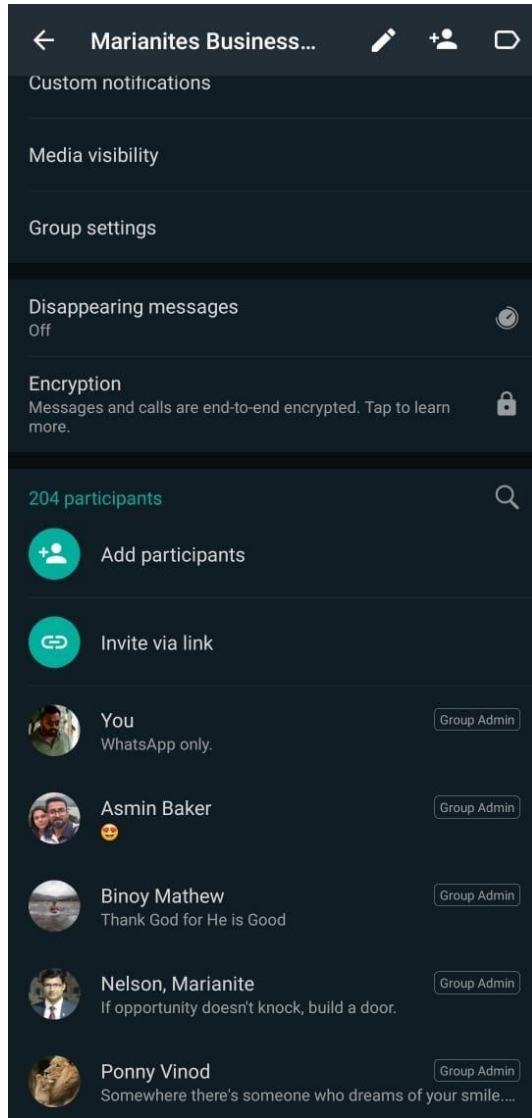 Marianites Business...
Custom notifications
Media visibility
Group settings
Disappearing messages
Off
Encryption
Messages and calls are end-to-end encrypted. Tap to learn
more.
204 participants
Add participants
Invite via link
You
Group Admin
WhatsApp only.
Asmin Baker
Group Admin
😍
Binoy Mathew
Group Admin
Thank God for He is Good
Nelson, Marianite
Group Admin
If opportunity doesn't knock, build a door.
Ponny Vinod
Group Admin
Somewhere there's someone who dreams of your smile....